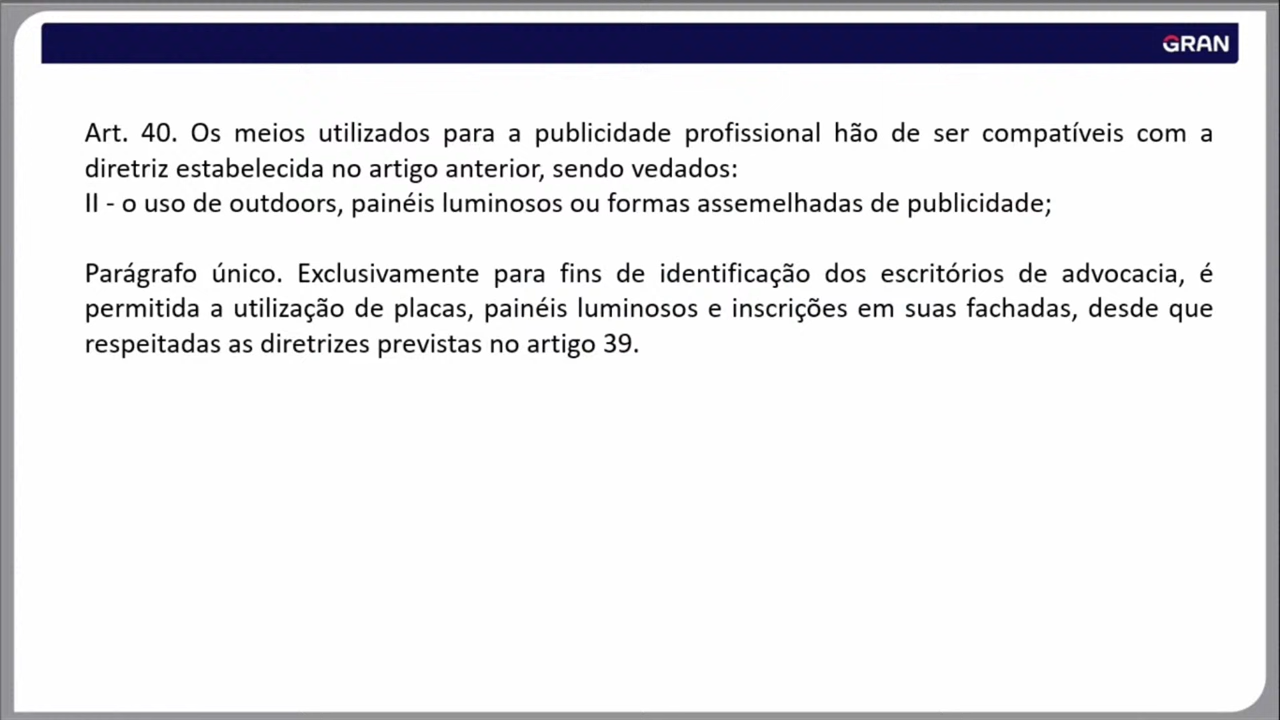 GRAN
Art. 40. Os meios utilizados para a publicidade profissional hão de ser compatíveis com a
diretriz estabelecida no artigo anterior, sendo vedados:
II - o uso de outdoors, painéis luminosos ou formas assemelhadas de publicidade;
Parágrafo único. Exclusivamente para fins de identificação dos escritórios de advocacia, é
permitida a utilização de placas, painéis luminosos e inscrições em suas fachadas, desde que
respeitadas as diretrizes previstas no artigo 39.